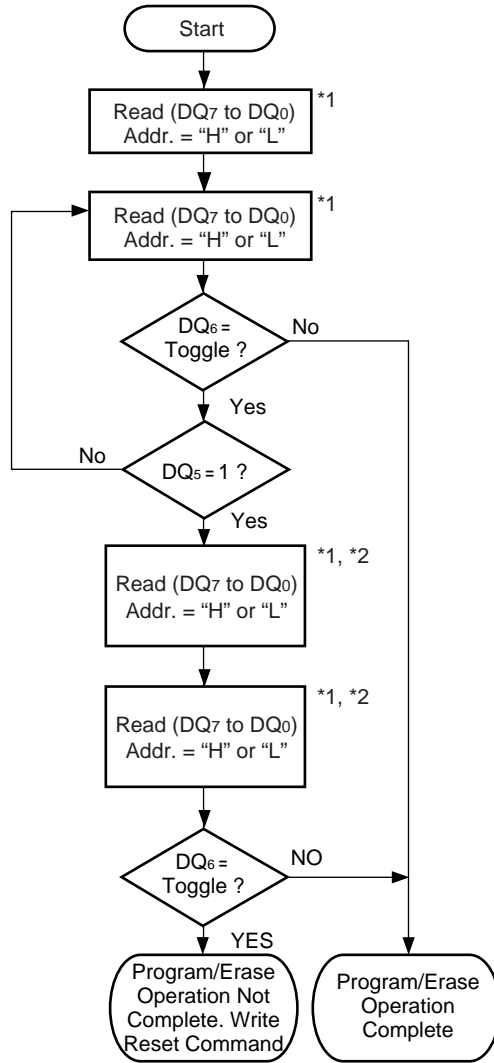 Start
Read (DQ7 to DQ0)
Addr. = “H” or “L”
*1
Read (DQ7 to DQ0)
Addr. = “H” or “L”
*1
DQ6 =
Toggle ?
No
Yes
DQ5 = 1 ?
No
Yes
Read (DQ7 to DQ0)
Addr. = “H” or “L”
*1, *2
Read (DQ7 to DQ0)
Addr. = “H” or “L”
*1, *2
DQ6 =
Toggle ?
NO
YES
Program/Erase
Operation Not
Complete. Write
Reset Command
Program/Erase
Operation
Complete